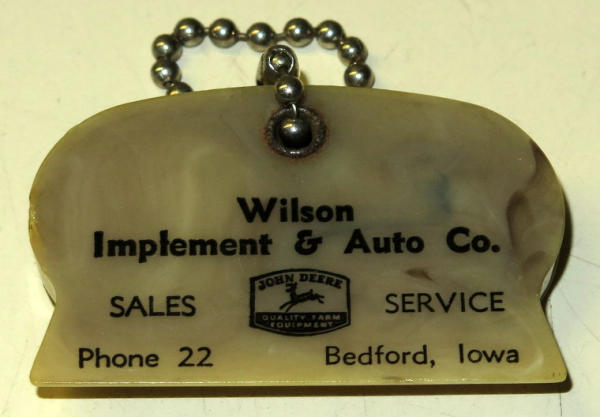 Wilson
Implement & Auto Co.
SALES
JOHN DEERE
QUALITY FARM
EQUIPMENT
SERVICE
Phone 22
Bedford, Iowa